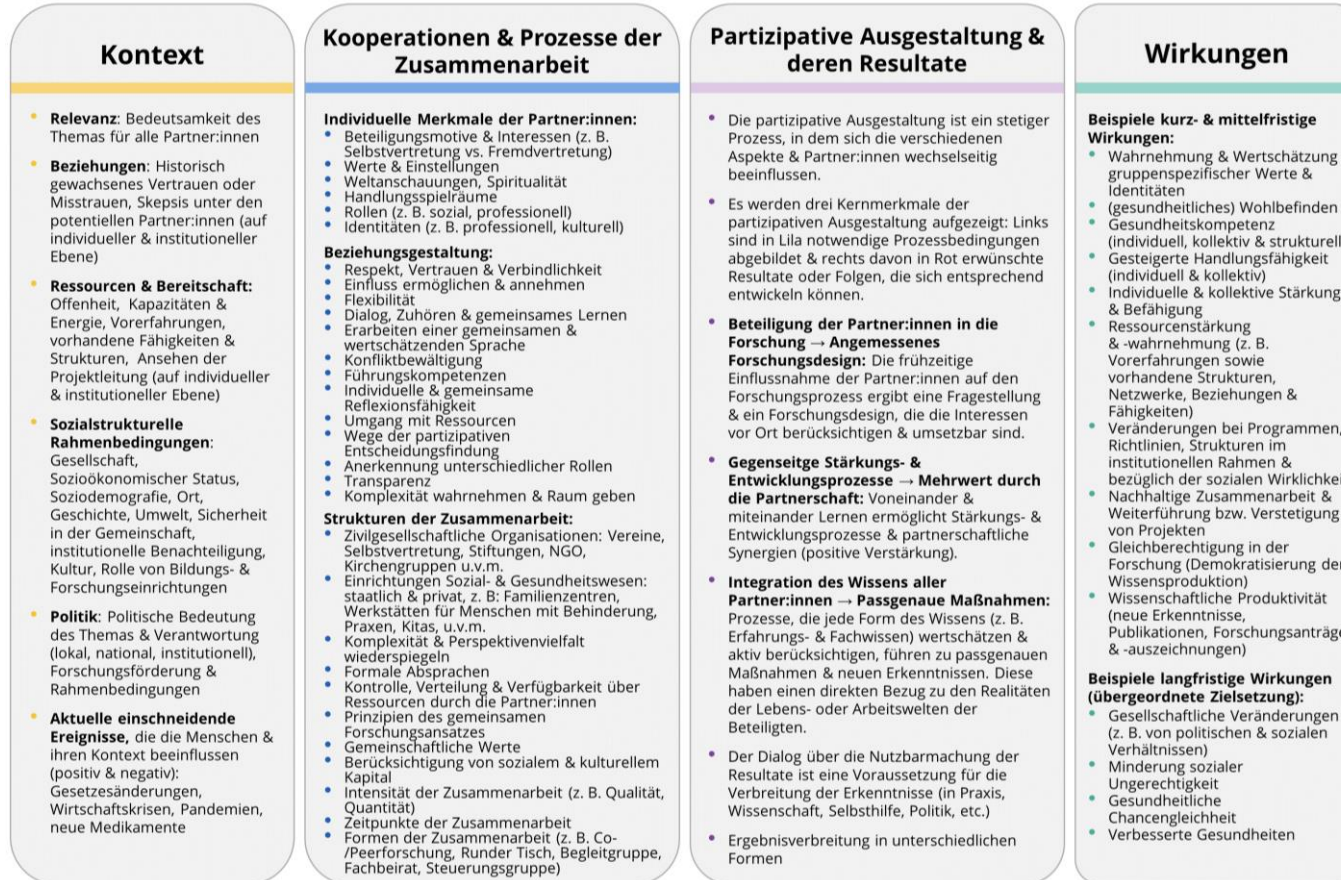 Kontext
Relevanz: Bedeutsamkeit des
Themas für alle Partner:innen
Beziehungen: Historisch
gewachsenes Vertrauen oder
Misstrauen, Skepsis unter den
potentiellen Partner:innen (auf
individueller & institutioneller
Ebene)
Ressourcen & Bereitschaft:
Offenheit, Kapazitäten &
Energie, Vorerfahrungen,
vorhandene Fähigkeiten &
Strukturen, Ansehen der
Projektleitung (auf individueller
& institutioneller Ebene)
Sozialstrukturelle
Rahmenbedingungen:
Gesellschaft,
Sozioökonomischer Status,
Soziodemografie, Ort,
Geschichte, Umwelt, Sicherheit
in der Gemeinschaft,
institutionelle Benachteiligung,
Kultur, Rolle von Bildungs- &
Forschungseinrichtungen
Politik: Politische Bedeutung
des Themas & Verantwortung
(lokal, national, institutionell),
Forschungsförderung &
Rahmenbedingungen
Aktuelle einschneidende
Ereignisse, die die Menschen &
ihren Kontext beeinflussen
(positiv & negativ):
Gesetzesänderungen,
Wirtschaftskrisen, Pandemien,
neue Medikamente
Kooperationen & Prozesse der
Zusammenarbeit
Individuelle Merkmale der Partner:innen:
Beteiligungsmotive & Interessen (z. B.
Selbstvertretung vs. Fremdvertretung)
Werte & Einstellungen
Weltanschauungen, Spiritualität
Handlungsspielräume
Rollen (z. B. sozial, professionell)
Identitäten (z. B. professionell, kulturell)
Beziehungsgestaltung:
Respekt, Vertrauen & Verbindlichkeit
Einfluss ermöglichen & annehmen
Flexibilität
Dialog, Zuhören & gemeinsames Lernen
Erarbeiten einer gemeinsamen &
wertschätzenden Sprache
Konfliktbewältigung
Führungskompetenzen
Individuelle & gemeinsame
Reflexionsfähigkeit
Umgang mit Ressourcen
Wege der partizipativen
Entscheidungsfindung
Anerkennung unterschiedlicher Rollen
Transparenz
Komplexität wahrnehmen & Raum geben
Strukturen der Zusammenarbeit:
Zivilgesellschaftliche Organisationen: Vereine,
Selbstvertretung, Stiftungen, NGO,
Kirchengruppen u.v.m.
Einrichtungen Sozial- & Gesundheitswesen:
staatlich & privat, z. B: Familienzentren,
Werkstätten für Menschen mit Behinderung,
Praxen, Kitas, u.v.m.
Komplexität & Perspektivenvielfalt
wiederspiegeln
Formale Absprachen
Kontrolle, Verteilung & Verfügbarkeit über
Ressourcen durch die Partner:innen
Prinzipien des gemeinsamen
Forschungsansatzes
Gemeinschaftliche Werte
Berücksichtigung von sozialem & kulturellem
Kapital
Intensität der Zusammenarbeit (z. B. Qualität,
Quantität)
Zeitpunkte der Zusammenarbeit
Formen der Zusammenarbeit (z. B. Co-
/Peerforschung, Runder Tisch, Begleitgruppe,
Fachbeirat, Steuerungsgruppe)
Partizipative Ausgestaltung &
deren Resultate
Die partizipative Ausgestaltung ist ein stetiger
Prozess, in dem sich die verschiedenen
Aspekte & Partner:innen wechselseitig
beeinflussen.
Es werden drei Kernmerkmale der
partizipativen Ausgestaltung aufgezeigt: Links
sind in Lila notwendige Prozessbedingungen
abgebildet & rechts davon in Rot erwünschte
Resultate oder Folgen, die sich entsprechend
entwickeln können.
Beteiligung der Partner:innen in die
Forschung → Angemessenes
Forschungsdesign: Die frühzeitige
Einflussnahme der Partner:innen auf den
Forschungsprozess ergibt eine Fragestellung
& ein Forschungsdesign, die die Interessen
vor Ort berücksichtigen & umsetzbar sind.
Gegenseitge Stärkungs- &
Entwicklungsprozesse → Mehrwert durch
die Partnerschaft: Voneinander &
miteinander Lernen ermöglicht Stärkungs- &
Entwicklungsprozesse & partnerschaftliche
Synergien (positive Verstärkung).
Integration des Wissens aller
Partner:innen → Passgenaue Maßnahmen:
Prozesse, die jede Form des Wissens (z. B.
Erfahrungs- & Fachwissen) wertschätzen &
aktiv berücksichtigen, führen zu passgenauen
Maßnahmen & neuen Erkenntnissen. Diese
haben einen direkten Bezug zu den Realitäten
der Lebens- oder Arbeitswelten der
Beteiligten.
Der Dialog über die Nutzbarmachung der
Resultate ist eine Voraussetzung für die
Verbreitung der Erkenntnisse (in Praxis,
Wissenschaft, Selbsthilfe, Politik, etc.)
Ergebnisverbreitung in unterschiedlichen
Formen
Wirkungen
Beispiele kurz- & mittelfristige
Wirkungen:
Wahrnehmung & Wertschätzung
gruppenspezifischer Werte &
Identitäten
(gesundheitliches) Wohlbefinden
Gesundheitskompetenz
(individuell, kollektiv & strukturell
Gesteigerte Handlungsfähigkeit
(individuell & kollektiv)
Individuelle & kollektive Stärkung
& Befähigung
Ressourcenstärkung
& -wahrnehmung (z. B.
Vorerfahrungen sowie
vorhandene Strukturen,
Netzwerke, Beziehungen &
Fähigkeiten)
Veränderungen bei Programmen,
Richtlinien, Strukturen im
institutionellen Rahmen &
bezüglich der sozialen Wirklichkei
Nachhaltige Zusammenarbeit &
Weiterführung bzw. Verstetigung
von Projekten
Gleichberechtigung in der
Forschung (Demokratisierung der
Wissensproduktion)
Wissenschaftliche Produktivität
(neue Erkenntnisse,
Publikationen, Forschungsanträge
& -auszeichnungen)
Beispiele langfristige Wirkungen
(übergeordnete Zielsetzung):
Gesellschaftliche Veränderungen
(z. B. von politischen & sozialen
Verhältnissen)
Minderung sozialer
Ungerechtigkeit
Gesundheitliche
Chancengleichheit
Verbesserte Gesundheiten